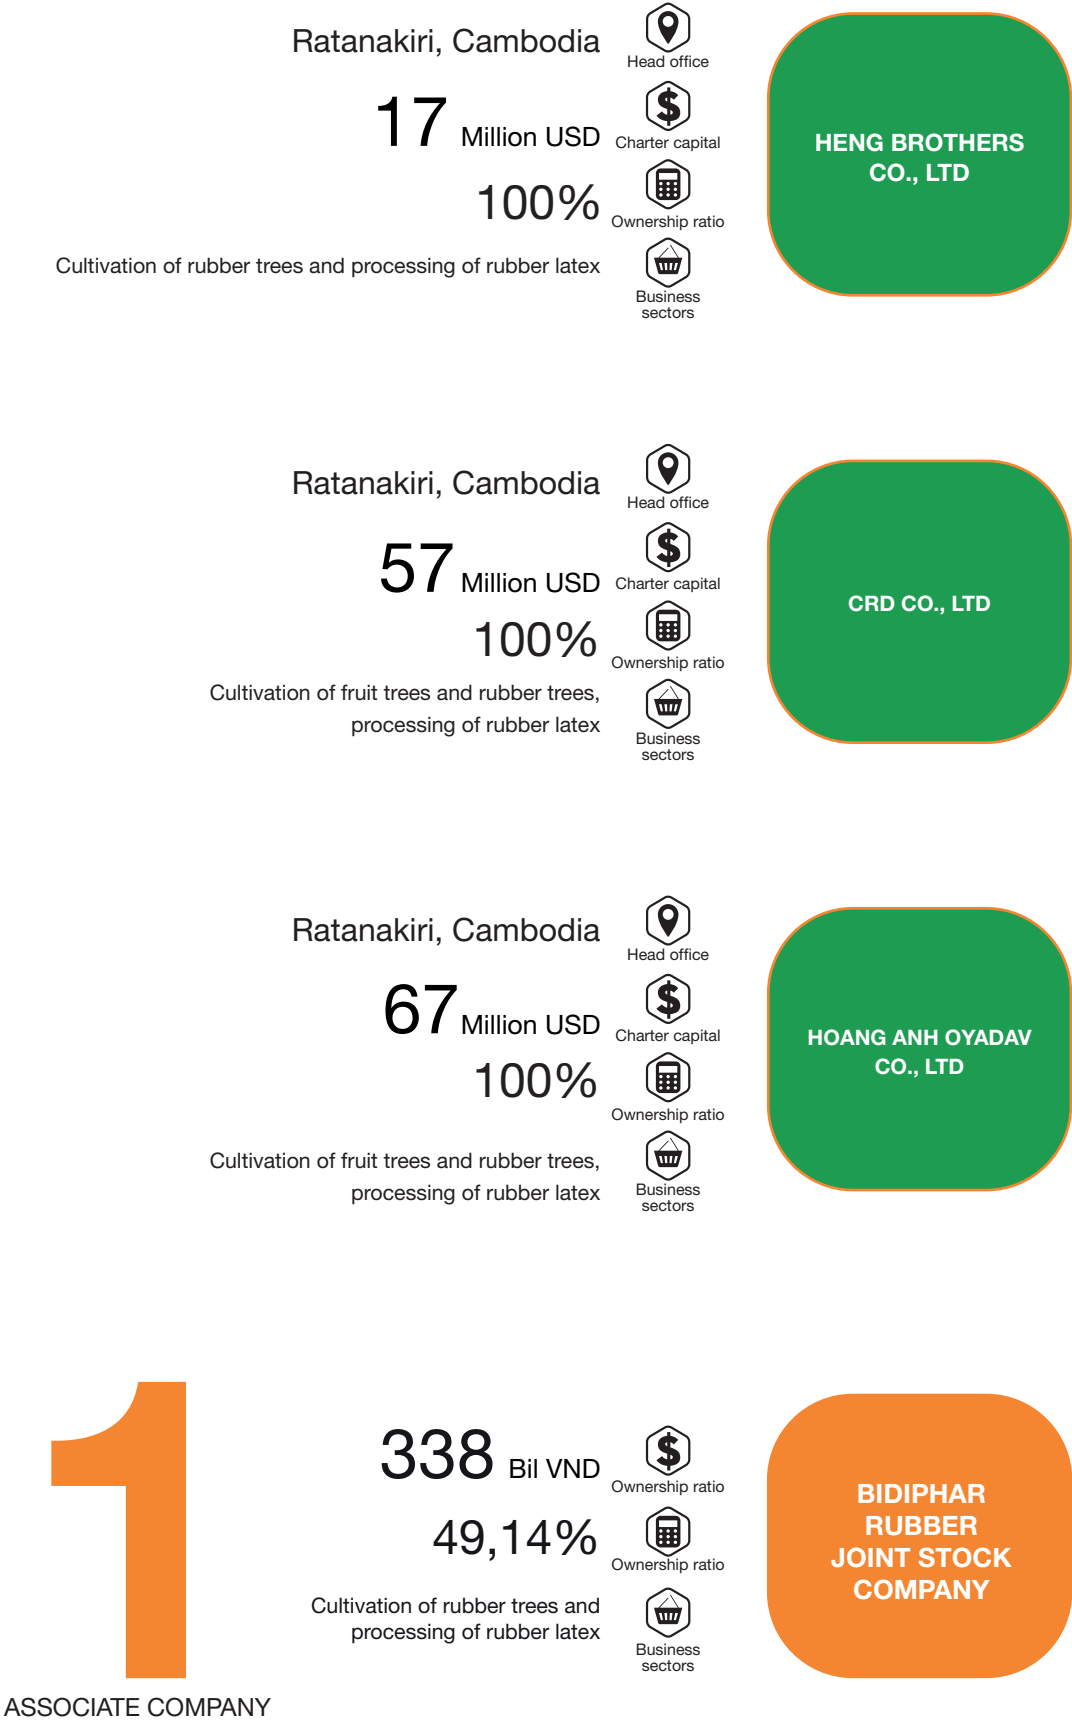 Ratanakiri, Cambodia
Head office
17 Million USD
Charter capital
100%
Ownership ratio
Cultivation of rubber trees and processing of rubber latex
Business
sectors
HENG BROTHERS
CO., LTD
Ratanakiri, Cambodia
Head office
57 Million USD
Charter capital
100%
Ownership ratio
Cultivation of fruit trees and rubber trees,
processing of rubber latex
Business
sectors
CRD CO., LTD
Ratanakiri, Cambodia
Head office
67 Million USD
Charter capital
100%
Ownership ratio
Cultivation of fruit trees and rubber trees,
processing of rubber latex
Business
sectors
HOANG ANH OYADAV
CO., LTD
1
ASSOCIATE COMPANY
338 Bil VND
Ownership ratio
49,14%
Ownership ratio
Cultivation of rubber trees and
processing of rubber latex
Business
sectors
BIDIPHAR
RUBBER
JOINT STOCK
COMPANY